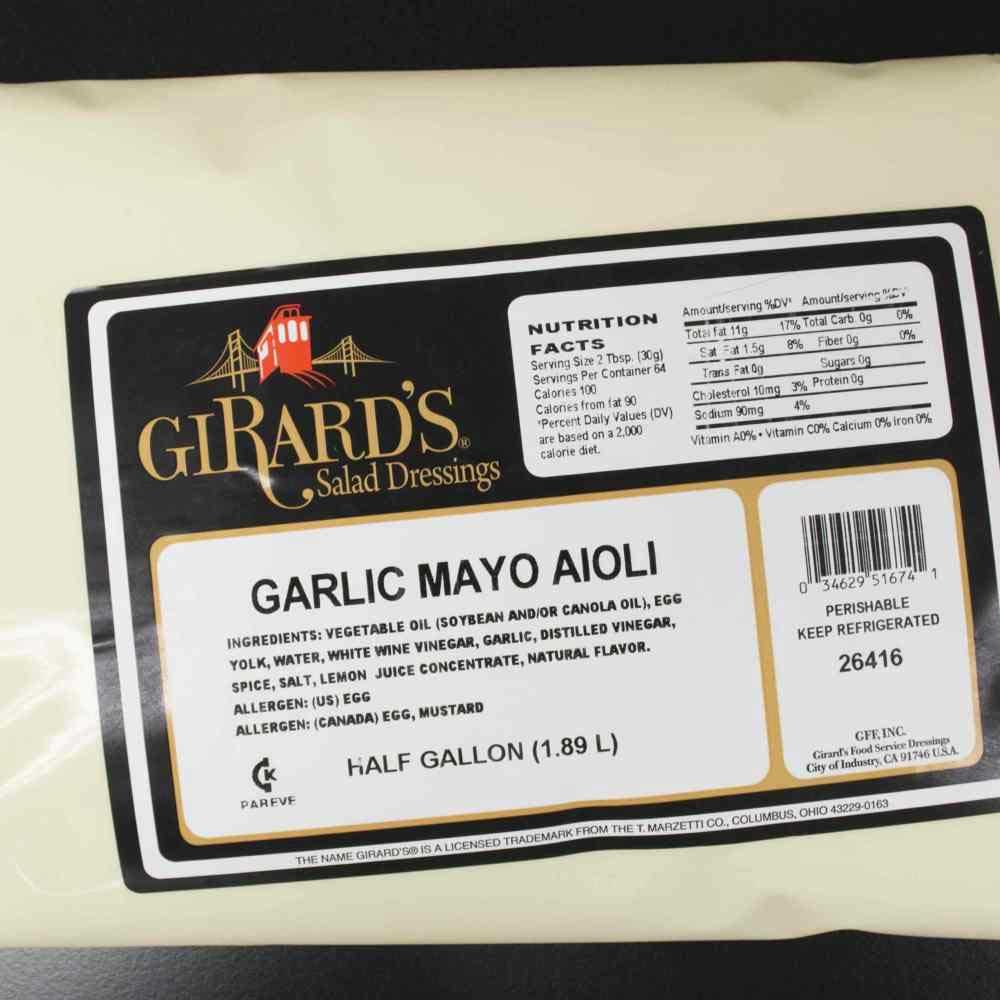 GIRARD'S®
Salad Dressings
NUTRITION
FACTS
Serving Size 2 Tbsp. (30g)
Servings Per Container 64
Calories 100
Calories from fat 90
*Percent Daily Values (DV)
are based on a 2,000
calorie diet.
Amount/serving %DV* Amount/serving %DV
Total fat 11g 17% Total Carb. 0g 0%
Sat Fat 1.5g 8% Fiber 0g 0%
Trans Fat 0g Sugars 0g
Cholesterol 10mg 3% Protein 0g
Sodium 90mg 4%
Vitamin A0% • Vitamin C0% Calcium 0% Iron 0%
GARLIC MAYO AIOLI
INGREDIENTS: VEGETABLE OIL (SOYBEAN AND/OR CANOLA OIL), EGG
YOLK, WATER, WHITE WINE VINEGAR, GARLIC, DISTILLED VINEGAR,
SPICE, SALT, LEMON JUICE CONCENTRATE, NATURAL FLAVOR.
ALLERGEN: (US) EGG
ALLERGEN: (CANADA) EGG, MUSTARD
K
PAREVE
HALF GALLON (1.89 L)
0 34629 51674 1
PERISHABLE
KEEP REFRIGERATED
26416
GFF, INC.
Girard's Food Service Dressings
City of Industry, CA 91746 U.S.A.
THE NAME GIRARD'S® IS A LICENSED TRADEMARK FROM THE T. MARZETTI CO., COLUMBUS, OHIO 43229-0163